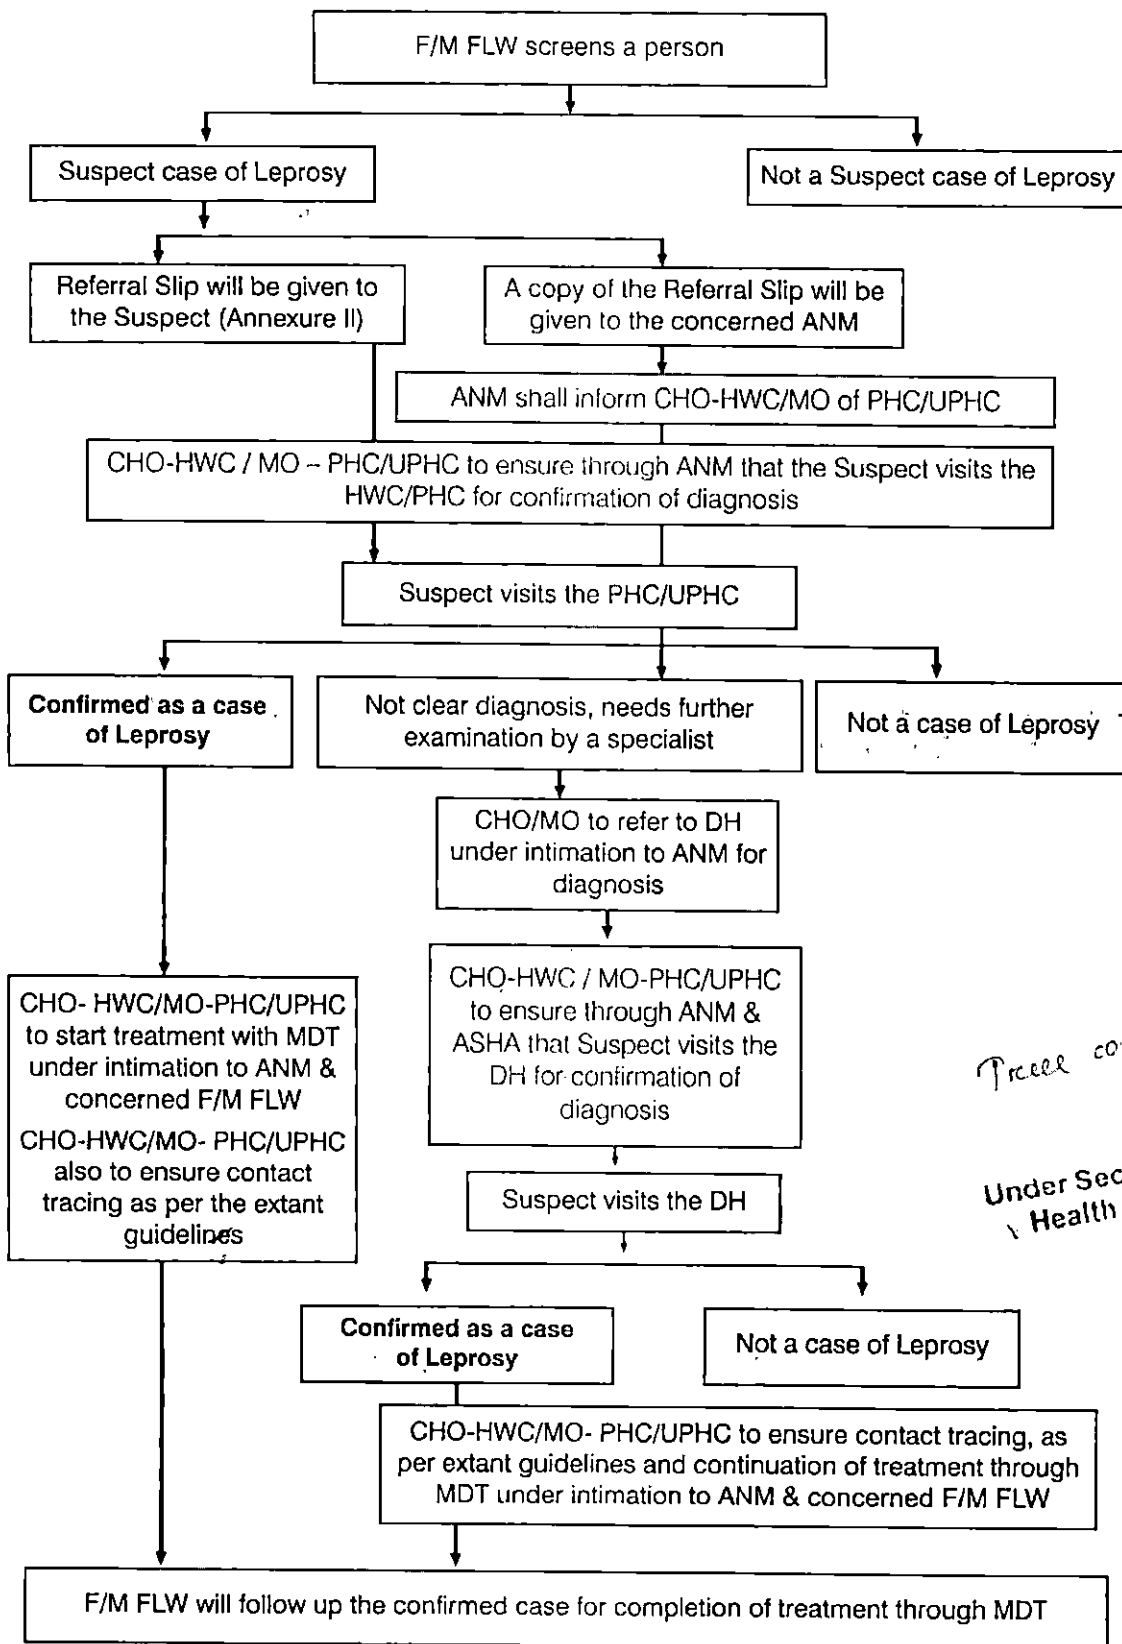 F/M FLW screens a person
Suspect case of Leprosy
Not a Suspect case of Leprosy
Referral Slip will be given to
the Suspect (Annexure II)
A copy of the Referral Slip will be
given to the concerned ANM
ANM shall inform CHO-HWC/MO of PHC/UPHC
CHO-HWC / MO – PHC/UPHC to ensure through ANM that the Suspect visits the
HWC/PHC for confirmation of diagnosis
Suspect visits the PHC/UPHC
Confirmed as a case
of Leprosy
Not clear diagnosis, needs further
examination by a specialist
Not a case of Leprosy
CHO/MO to refer to DH
under intimation to ANM for
diagnosis
CHO- HWC/MO-PHC/UPHC
to start treatment with MDT
under intimation to ANM &
concerned F/M FLW
CHO-HWC/MO- PHC/UPHC
also to ensure contact
tracing as per the extant
guidelines
CHO-HWC / MO-PHC/UPHC
to ensure through ANM &
ASHA that Suspect visits the
DH for confirmation of
diagnosis
Suspect visits the DH
Under Sec
Health
Confirmed as a case
of Leprosy
Not a case of Leprosy
CHO-HWC/MO- PHC/UPHC to ensure contact tracing, as
per extant guidelines and continuation of treatment through
MDT under intimation to ANM & concerned F/M FLW
F/M FLW will follow up the confirmed case for completion of treatment through MDT